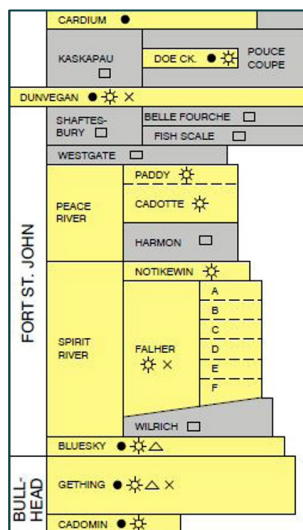 CARDIUM
KASKAPAU
DOE CK.
POUCE
COUPE
DUNVEGAN
SHAFTES-
BURY
BELLE FOURCHE
FISH SCALE
WESTGATE
FORT ST. JOHN
PEACE
RIVER
PADDY
CADOTTE
HARMON
SPIRIT
RIVER
NOTIKEWIN
FALHER
A
B
C
D
E
F
WILRICH
BLUESKY
BULL-
HEAD
GETHING
CADOMIN